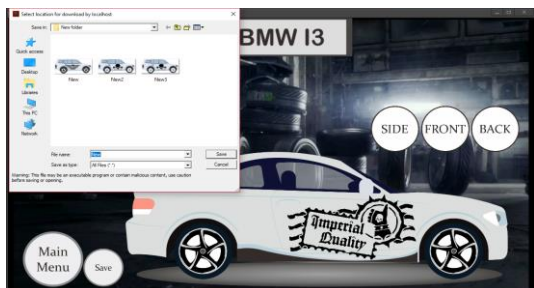 Select location for download by localhost
Save in:
New folder
Quick access
Desktop
Libraries
This PC
Network
New
New2
New3
File name:
New
Save
Save as type:
All Files (*.*)
Cancel
Warning: This file may be an executable program or contain malicious content, use caution
before saving or opening.
BMW I3
SIDE
FRONT
BACK
Imperial
Quality
Main
Menu
Save